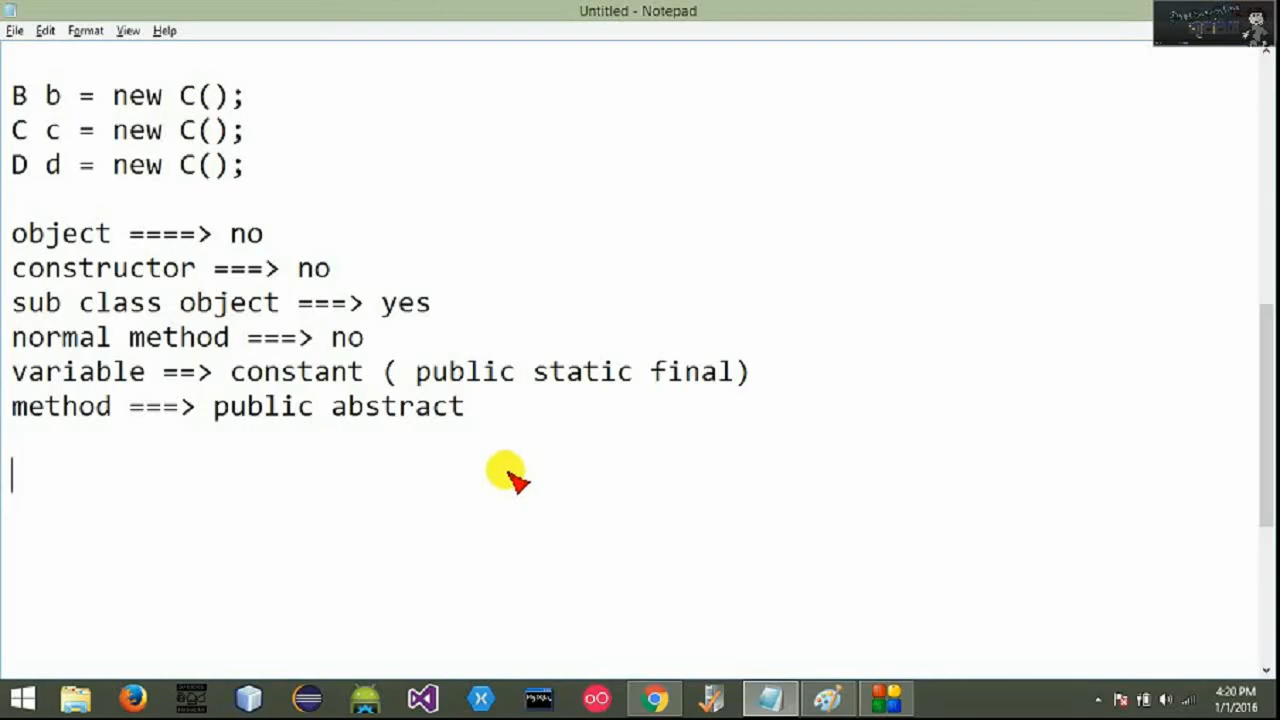 Untitled - Notepad
File Edit Format View Help
B b = new C();
C c = new C();
D d = new C();
object ====> no
constructor ===> no
sub class object ===> yes
normal method ===> no
variable ==> constant ( public static final)
method ===> public abstract
4:20 PM
1/1/2016